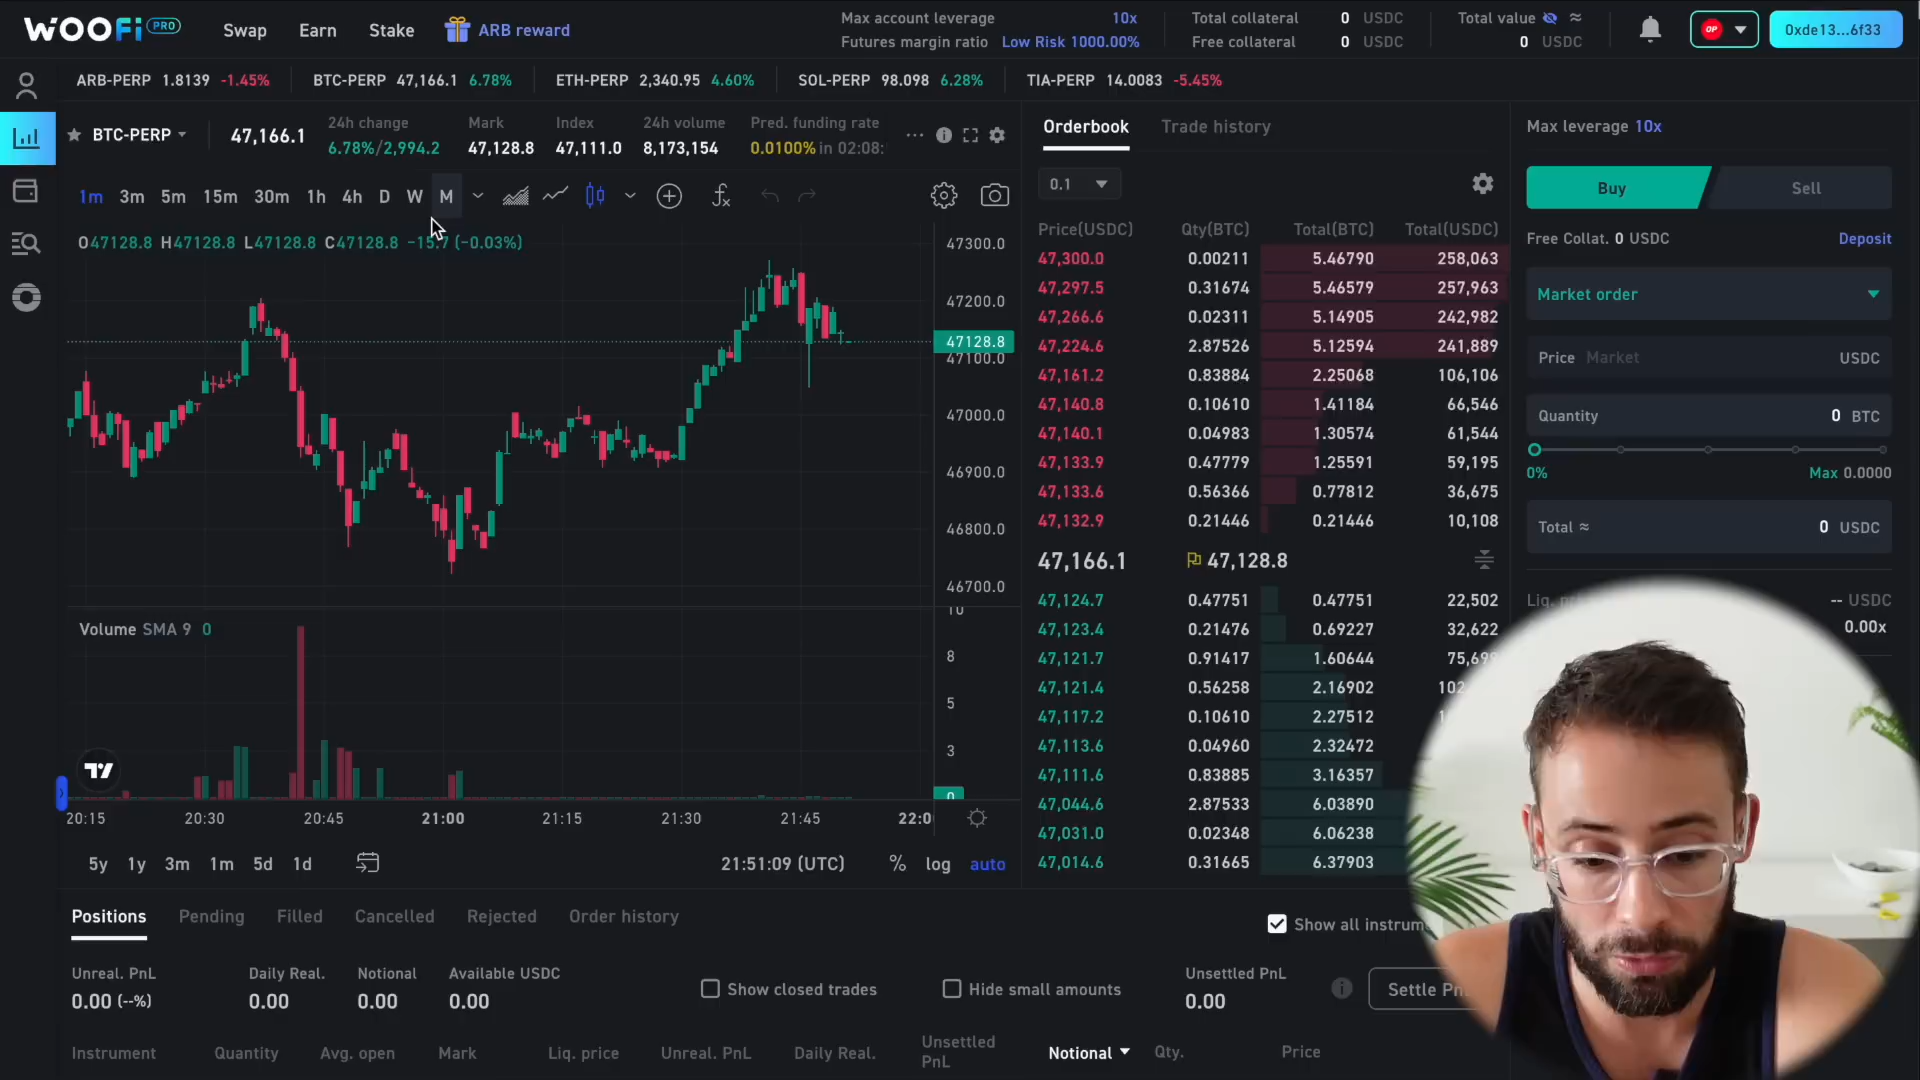 WOOFi PRO
Swap Earn Stake ARB reward
Max account leverage 10x
Futures margin ratio Low Risk 1000.00%
Total collateral 0 USDC
Free collateral 0 USDC
Total value ≈
0 USDC
OP
0xde13...6f33
ARB-PERP 1.8139 -1.45% BTC-PERP 47,166.1 6.78% ETH-PERP 2,340.95 4.60% SOL-PERP 98.098 6.28% TIA-PERP 14.0083 -5.45%
BTC-PERP 47,166.1
24h change
6.78%/2,994.2
Mark
47,128.8
Index
47,111.0
24h volume
8,173,154
Pred. funding rate
0.0100% in 02:08:
1m 3m 5m 15m 30m 1h 4h D W M
O47128.8 H47128.8 L47128.8 C47128.8 −15.7 (−0.03%)
47300.0
47200.0
47128.8
47100.0
47000.0
46900.0
46800.0
46700.0
Volume SMA 9 0
10
8
5
3
0
20:15 20:30 20:45 21:00 21:15 21:30 21:45 22:0
5y 1y 3m 1m 5d 1d
21:51:09 (UTC) % log auto
Orderbook Trade history
0.1
Price(USDC) Qty(BTC) Total(BTC) Total(USDC)
47,300.0 0.00211 5.46790 258,063
47,297.5 0.31674 5.46579 257,963
47,266.6 0.02311 5.14905 242,982
47,224.6 2.87526 5.12594 241,889
47,161.2 0.83884 2.25068 106,106
47,140.8 0.10610 1.41184 66,546
47,140.1 0.04983 1.30574 61,544
47,133.9 0.47779 1.25591 59,195
47,133.6 0.56366 0.77812 36,675
47,132.9 0.21446 0.21446 10,108
47,166.1 47,128.8
47,124.7 0.47751 0.47751 22,502
47,123.4 0.21476 0.69227 32,622
47,121.7 0.91417 1.60644 75,699
47,121.4 0.56258 2.16902 102,
47,117.2 0.10610 2.27512 1
47,113.6 0.04960 2.32472
47,111.6 0.83885 3.16357
47,044.6 2.87533 6.03890
47,031.0 0.02348 6.06238
47,014.6 0.31665 6.37903
Max leverage 10x
Buy Sell
Free Collat. 0 USDC Deposit
Market order
Price Market USDC
Quantity 0 BTC
0% Max 0.0000
Total ≈ 0 USDC
Liq. -- USDC
0.00x
Positions Pending Filled Cancelled Rejected Order history
Show all instrum
Unreal. PnL
0.00 (--%)
Daily Real.
0.00
Notional
0.00
Available USDC
0.00
Show closed trades
Hide small amounts
Unsettled PnL
0.00
Settle Pn
Instrument Quantity Avg. open Mark Liq. price Unreal. PnL Daily Real. Unsettled PnL Notional Qty. Price